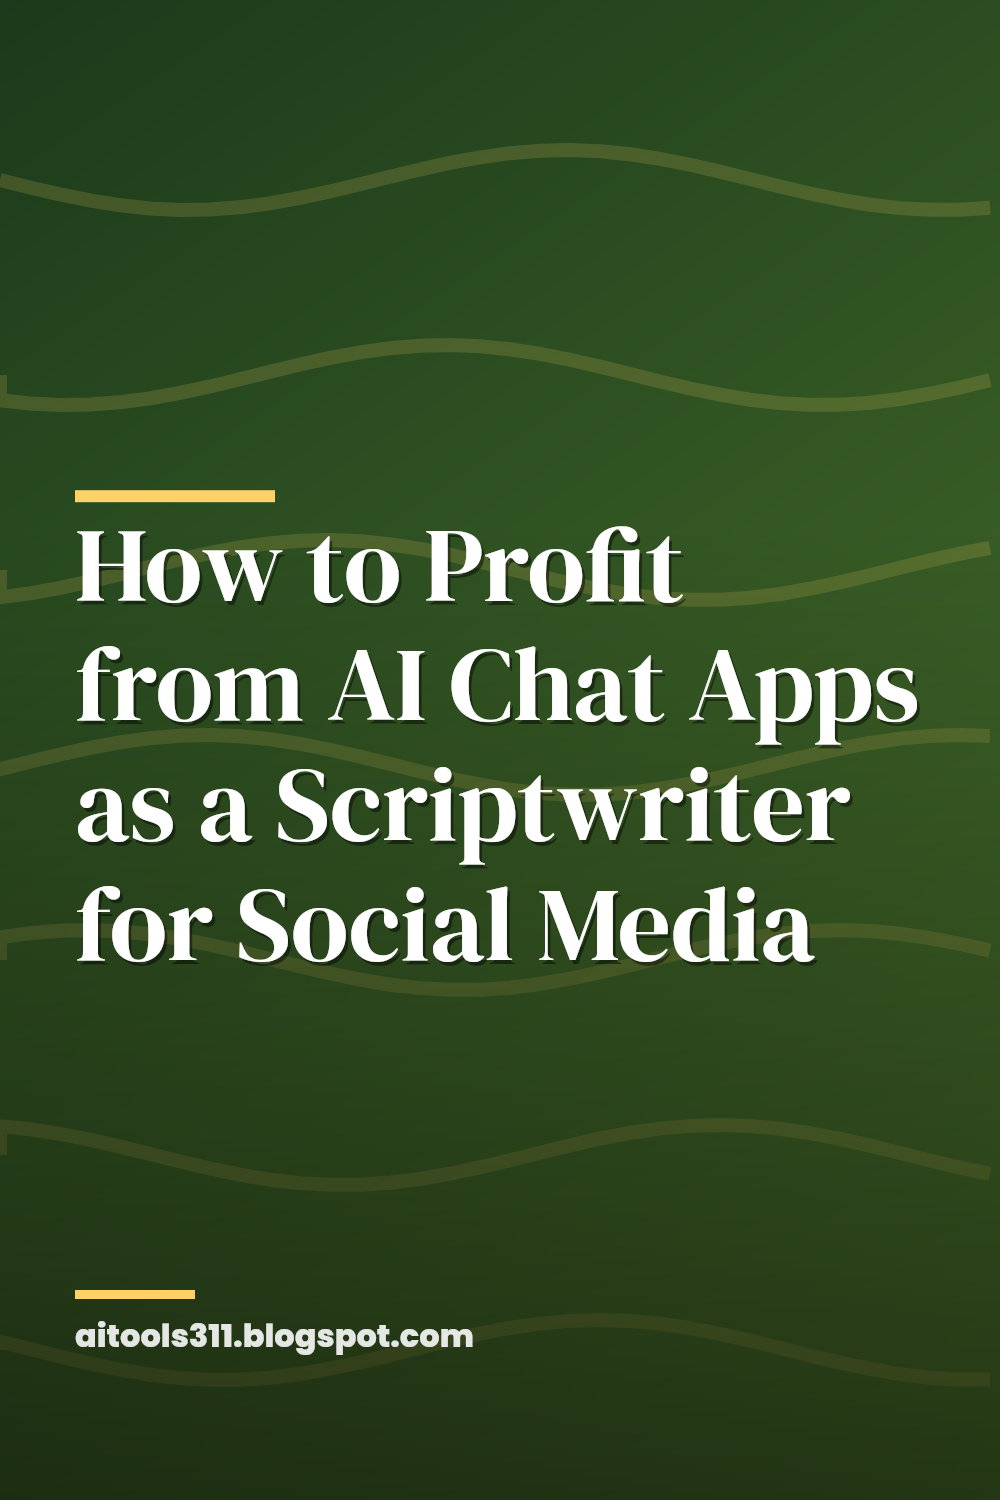 How to Profit
from AI Chat Apps
as a Scriptwriter
for Social Media
aitools311.blogspot.com